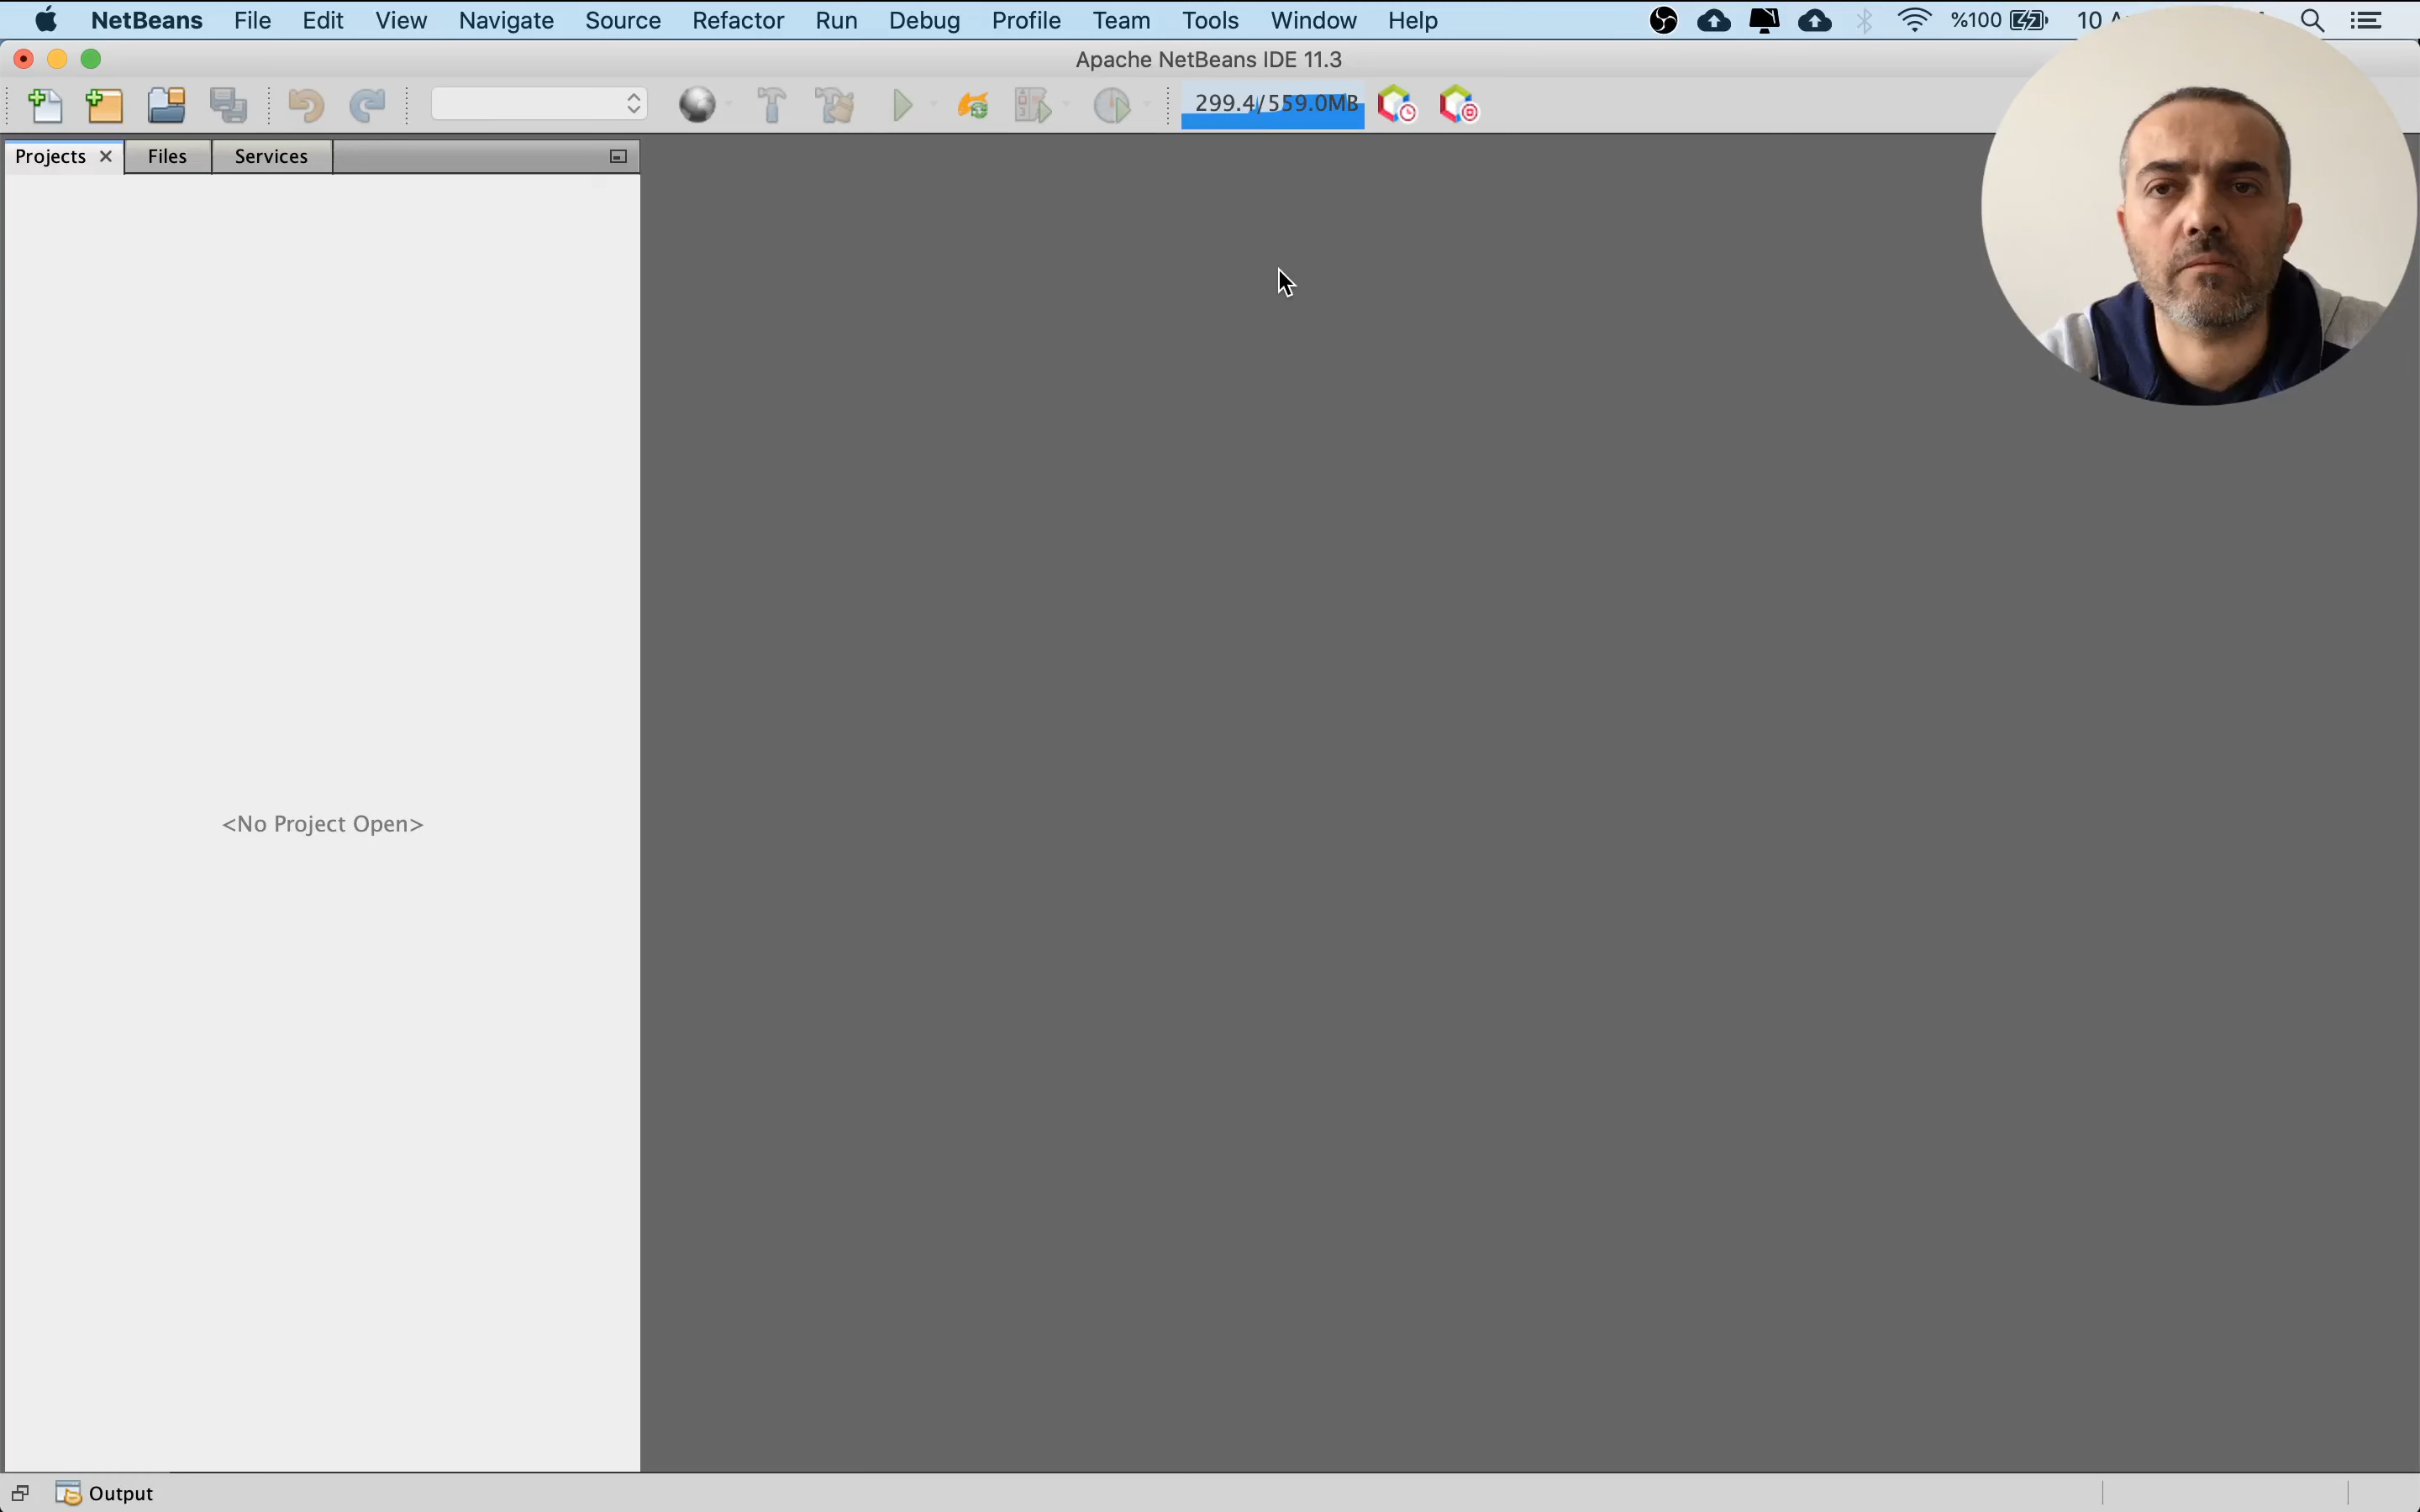 NetBeans File Edit View Navigate Source Refactor Run Debug Profile Team Tools Window Help %100 10
Apache NetBeans IDE 11.3
299.4/559.0MB
Projects Files Services
<No Project Open>
Output